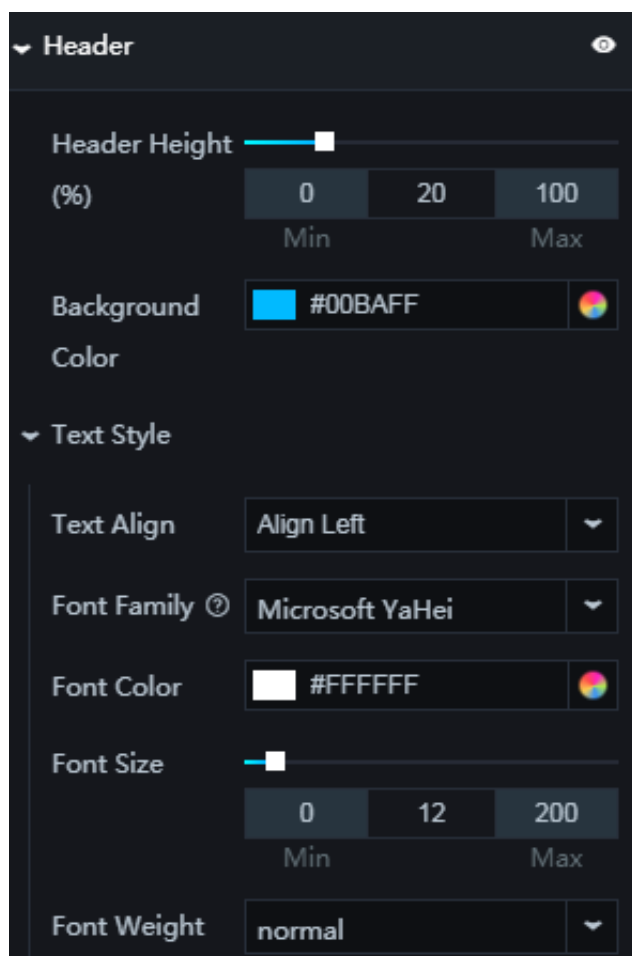 Header
Header Height
(%)
0 20 100
Min Max
Background
Color
#00BAFF
Text Style
Text Align Align Left
Font Family Microsoft YaHei
Font Color #FFFFFF
Font Size
0 12 200
Min Max
Font Weight normal